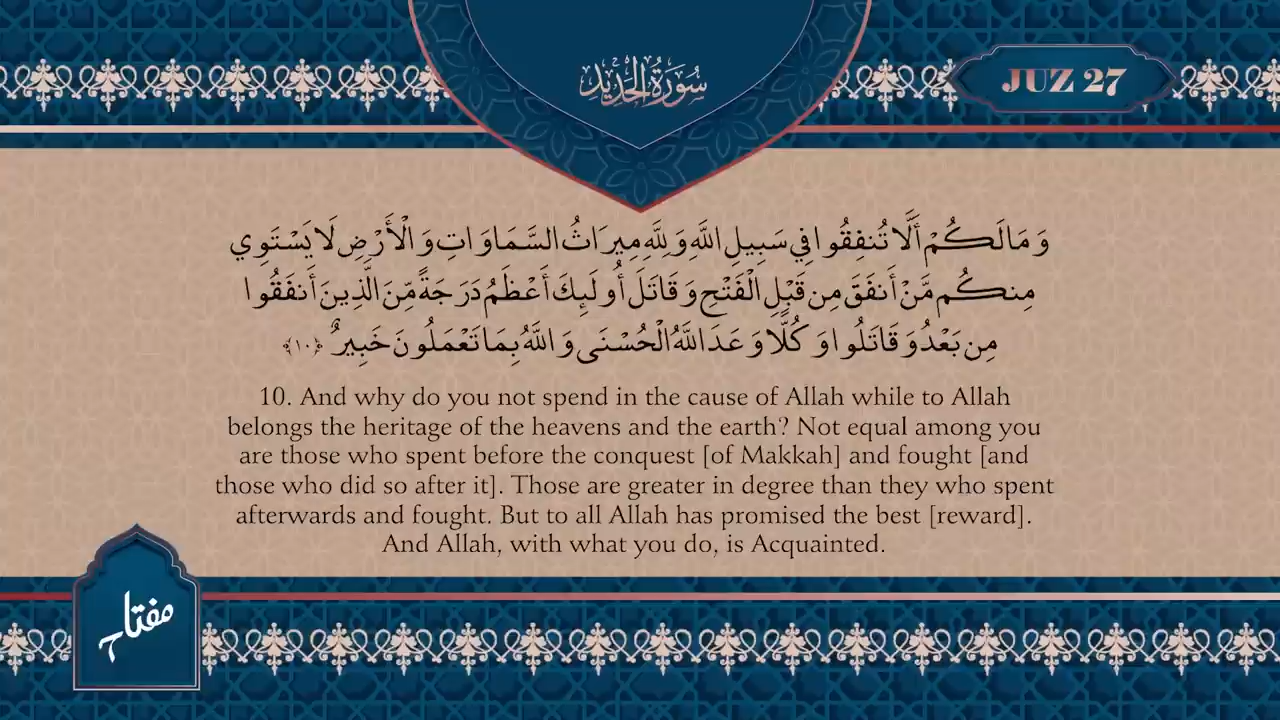 سُورَةُ الْحَدِيدِ
JUZ 27
وَمَا لَكُمْ أَلَّا تُنفِقُوا فِي سَبِيلِ اللَّهِ وَلِلَّهِ مِيرَاثُ السَّمَاوَاتِ وَالْأَرْضِ لَا يَسْتَوِي
مِنكُم مَّنْ أَنفَقَ مِن قَبْلِ الْفَتْحِ وَقَاتَلَ أُولَٰئِكَ أَعْظَمُ دَرَجَةً مِّنَ الَّذِينَ أَنفَقُوا
مِن بَعْدُ وَقَاتَلُوا وَكُلًّا وَعَدَ اللَّهُ الْحُسْنَى وَاللَّهُ بِمَا تَعْمَلُونَ خَبِيرٌ ﴿١٠﴾
10. And why do you not spend in the cause of Allah while to Allah
belongs the heritage of the heavens and the earth? Not equal among you
are those who spent before the conquest [of Makkah] and fought [and
those who did so after it]. Those are greater in degree than they who spent
afterwards and fought. But to all Allah has promised the best [reward].
And Allah, with what you do, is Acquainted.
مفتاح